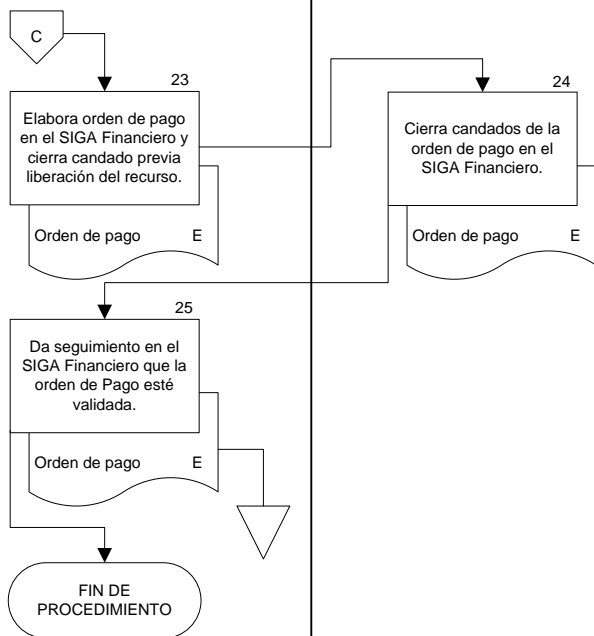 C
23
Elabora orden de pago
en el SIGA Financiero y
cierra candado previa
liberación del recurso.
Orden de pago E
24
Cierra candados de la
orden de pago en el
SIGA Financiero.
Orden de pago E
25
Da seguimiento en el
SIGA Financiero que la
orden de Pago esté
validada.
Orden de pago E
FIN DE
PROCEDIMIENTO